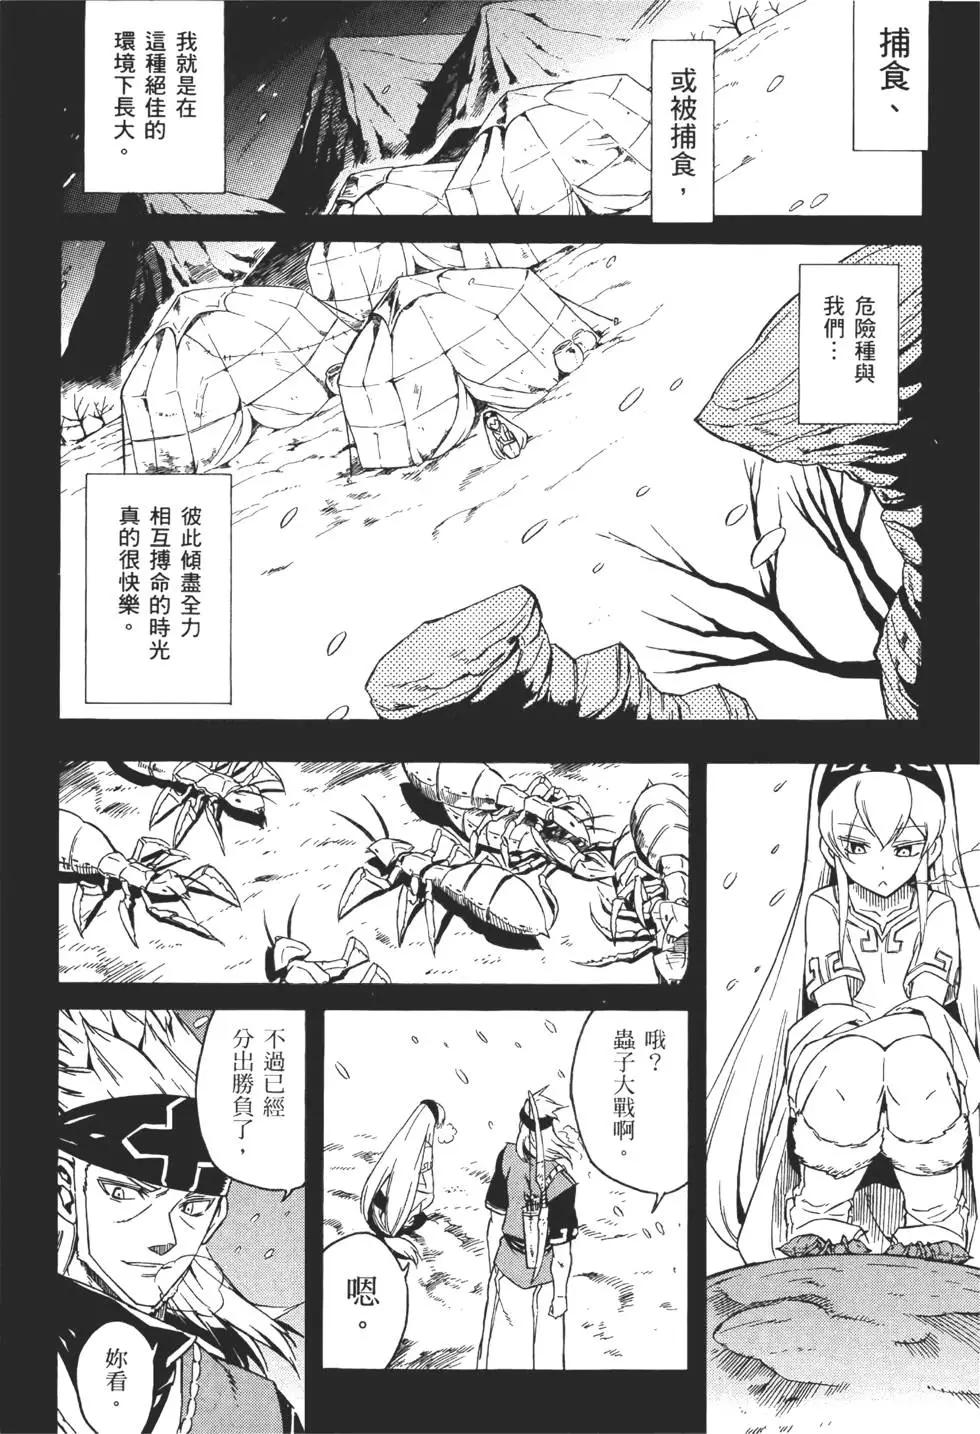 捕食、
或被捕食，
我就是在
這種絕佳的
環境下長大。
危險種與
我們…
彼此傾盡全力
相互搏命的時光
真的很快樂。
哦？
蟲子大戰啊。
嗯。
不過已經
分出勝負了，
妳看。